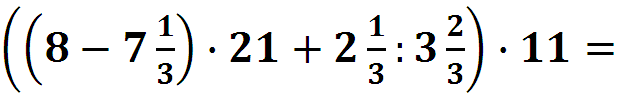 ((8 − 7 1/3) · 21 + 2 1/3 : 3 2/3) · 11 =